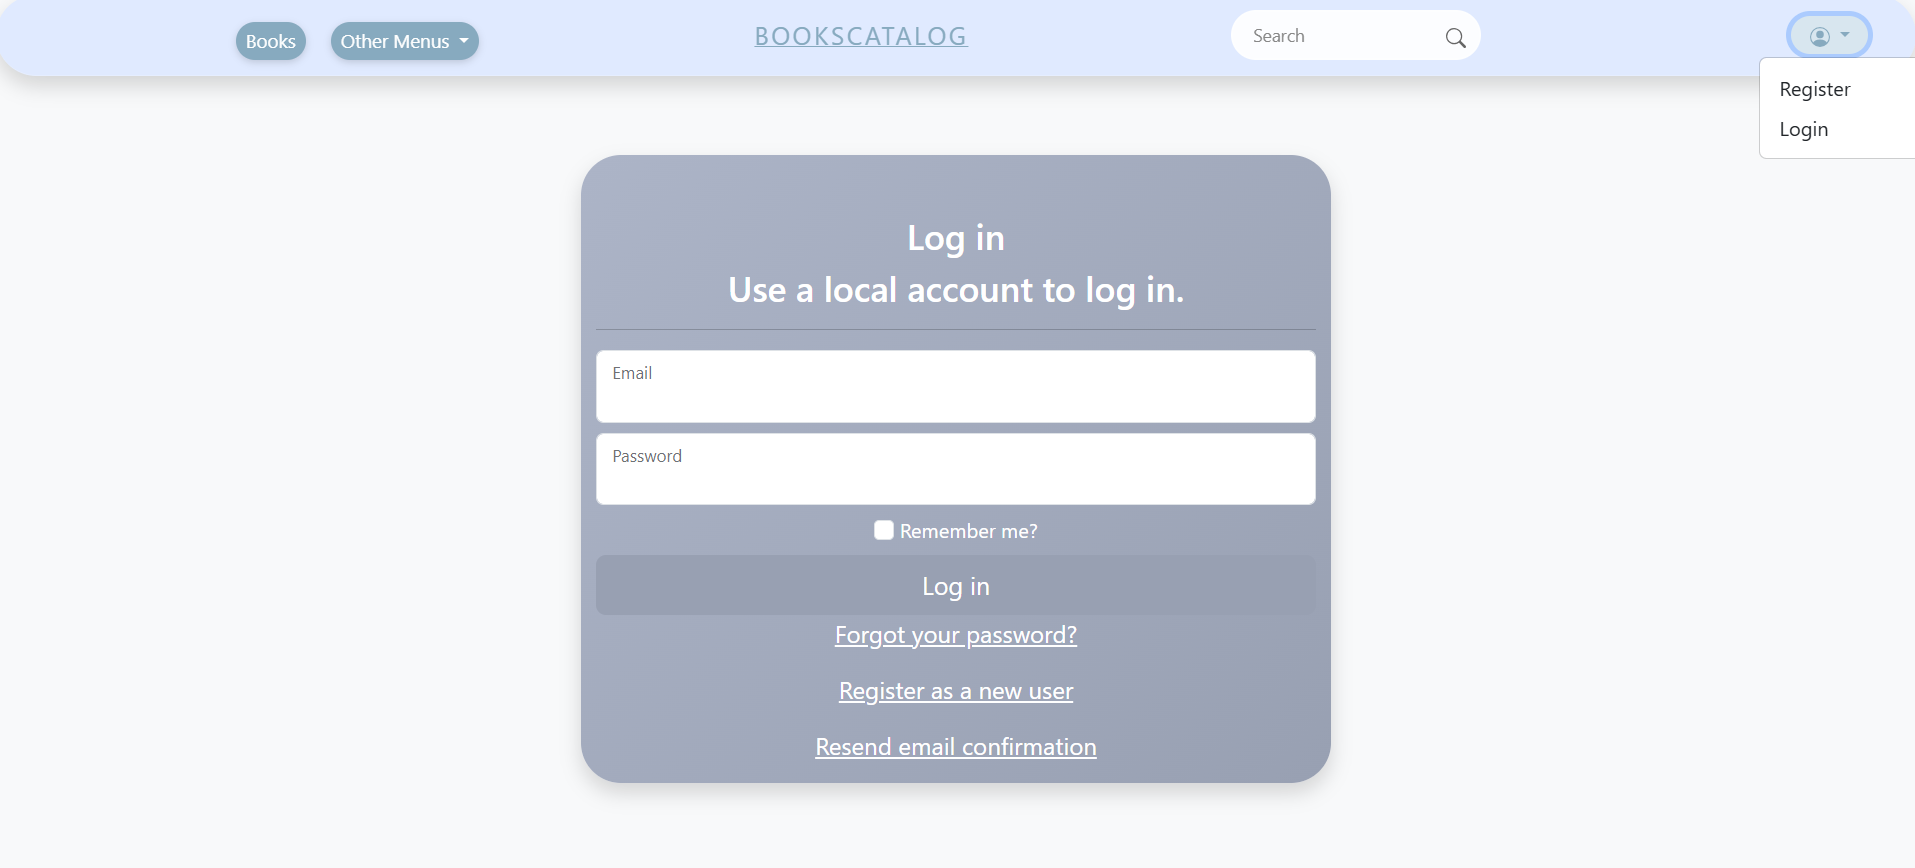 Books
Other Menus
BOOKSCATALOG
Search
Register
Login
Log in
Use a local account to log in.
Email
Password
Remember me?
Log in
Forgot your password?
Register as a new user
Resend email confirmation